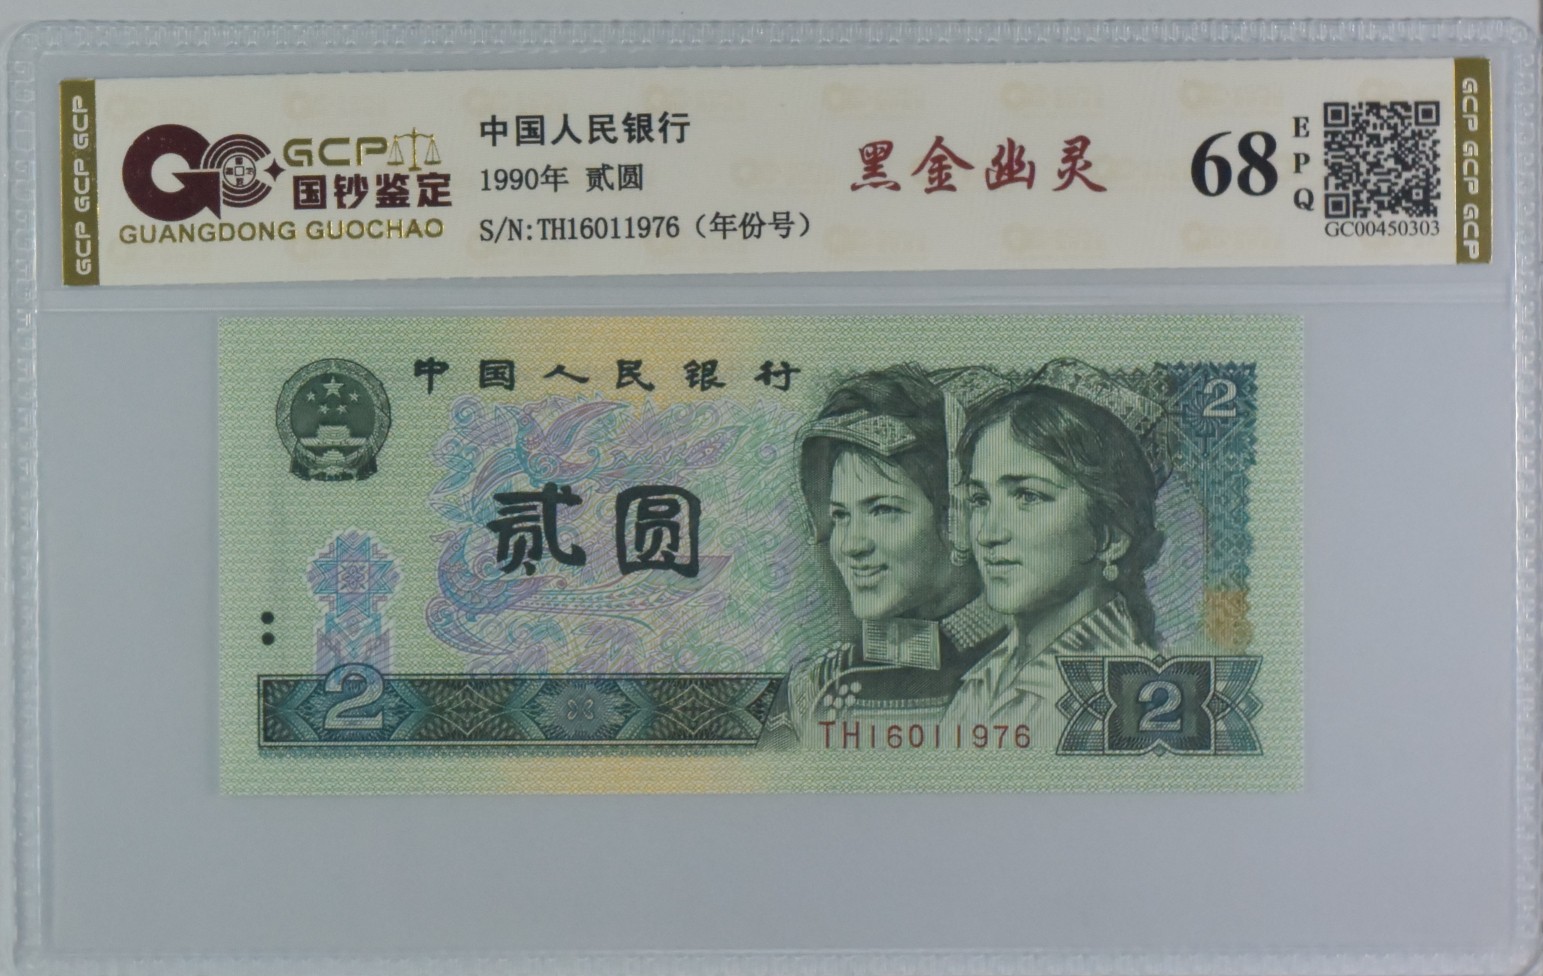 GCP GCP GCP
GCP
国钞鉴定
GUANGDONG GUOCHAO
中国人民银行
1990年 贰圆
S/N:TH16011976（年份号）
黑金幽灵
68
EPQ
GC00450303
GCP GCP GCP
中国人民银行
2
贰圆
2
TH16011976
2